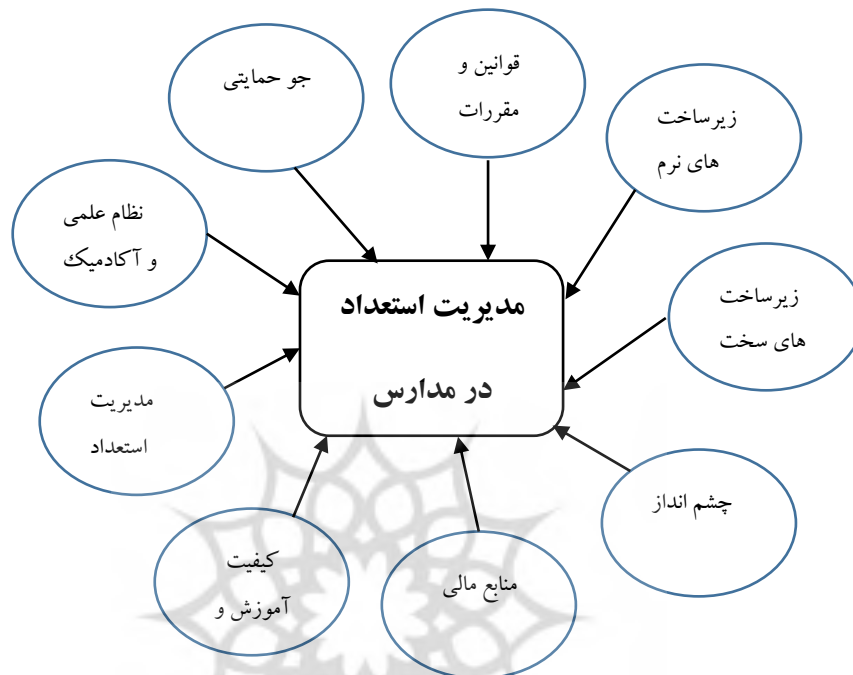 قوانین و
مقررات
جو حمایتی
زیرساخت
های نرم
نظام علمی
و آکادمیک
زیرساخت
های سخت
مدیریت استعداد
در مدارس
مدیریت
استعداد
چشم انداز
کیفیت
آموزش و
منابع مالی